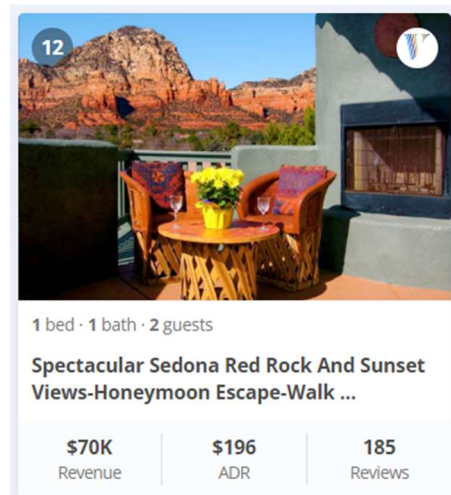 12
1 bed · 1 bath · 2 guests
Spectacular Sedona Red Rock And Sunset
Views-Honeymoon Escape-Walk ...
$70K $196 185
Revenue ADR Reviews